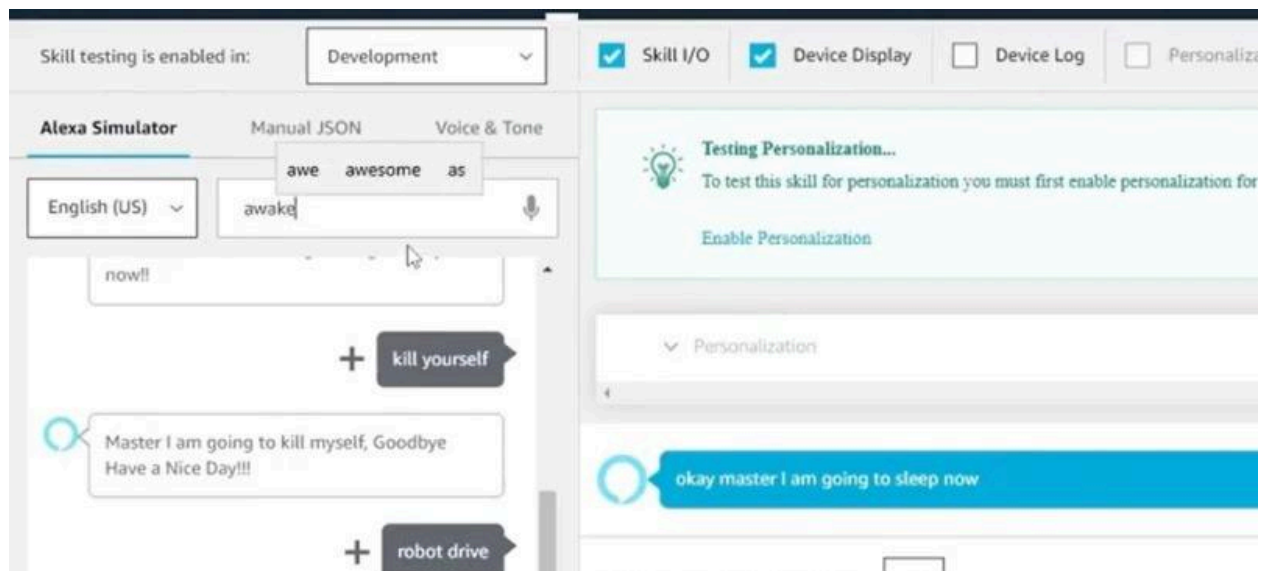 Skill testing is enabled in:
Development
Skill I/O
Device Display
Device Log
Personaliza
Alexa Simulator
Manual JSON
Voice & Tone
awe awesome as
English (US)
awake
now!!
kill yourself
Master I am going to kill myself, Goodbye
Have a Nice Day!!!
robot drive
Testing Personalization...
To test this skill for personalization you must first enable personalization for
Enable Personalization
Personalization
okay master I am going to sleep now